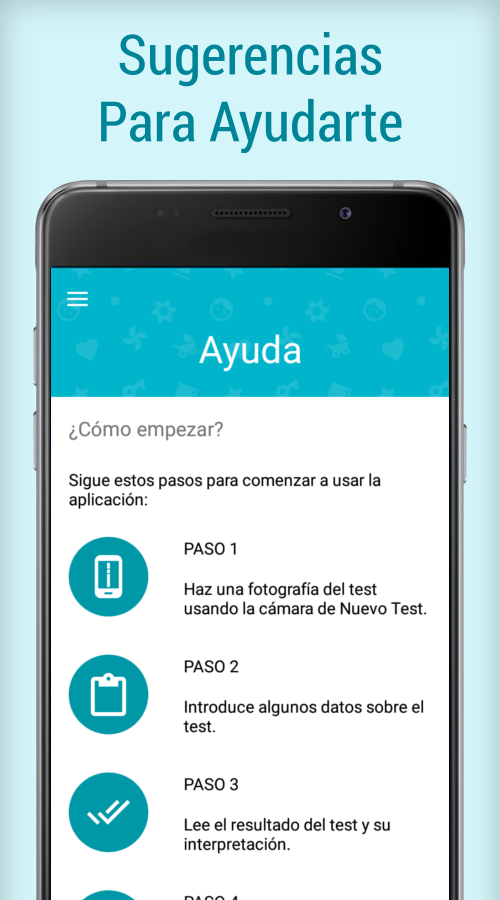 Sugerencias
Para Ayudarte
Ayuda
¿Cómo empezar?
Sigue estos pasos para comenzar a usar la
aplicación:
PASO 1
Haz una fotografía del test
usando la cámara de Nuevo Test.
PASO 2
Introduce algunos datos sobre el
test.
PASO 3
Lee el resultado del test y su
interpretación.
PASO 4